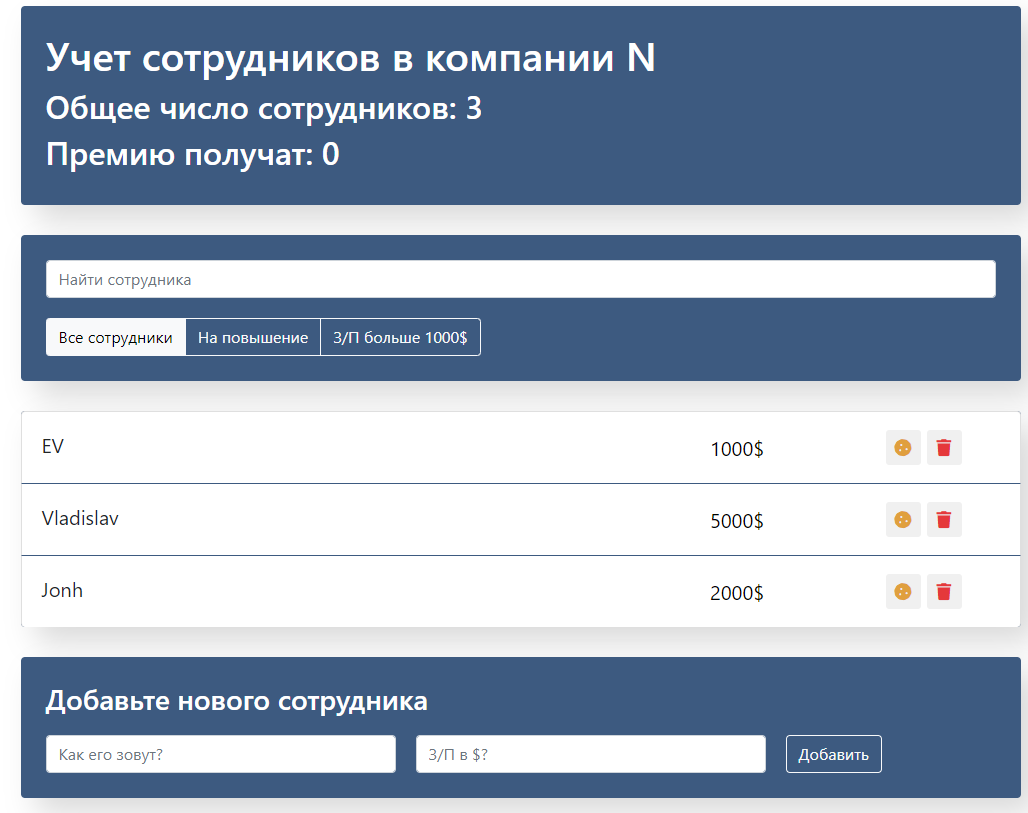 Учет сотрудников в компании N
Общее число сотрудников: 3
Премию получат: 0
Найти сотрудника
Все сотрудники На повышение З/П больше 1000$
EV 1000$
Vladislav 5000$
Jonh 2000$
Добавьте нового сотрудника
Как его зовут? З/П в $? Добавить